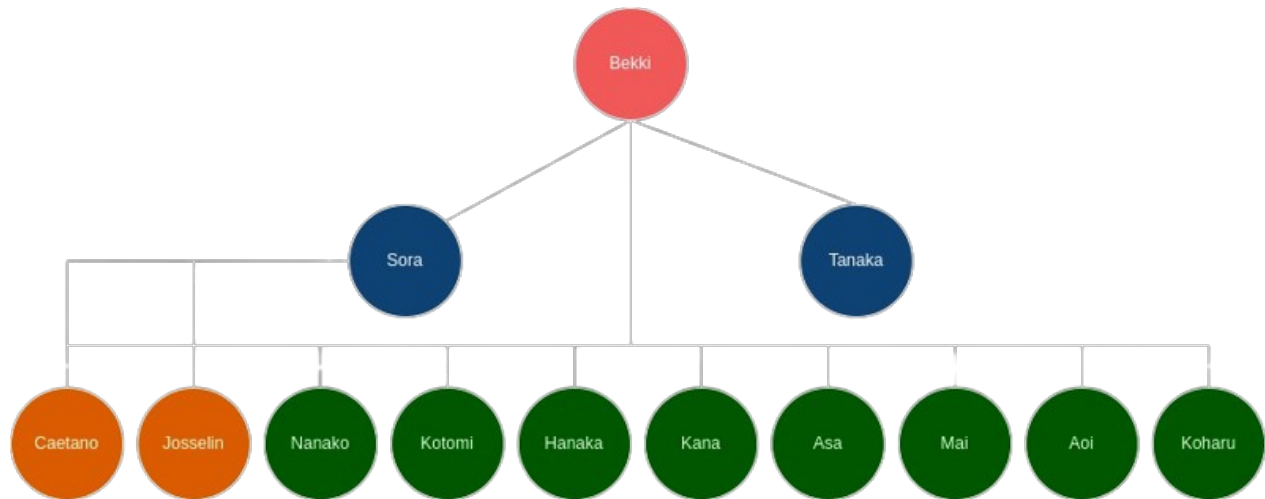 Bekki
Sora
Tanaka
Caetano
Josselin
Nanako
Kotomi
Hanaka
Kana
Asa
Mai
Aoi
Koharu